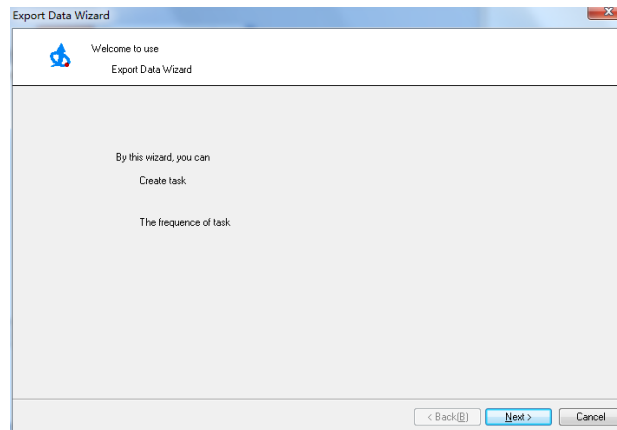 Export Data Wizard
Welcome to use
Export Data Wizard
By this wizard, you can
Create task
The frequence of task
< Back(B)
Next >
Cancel